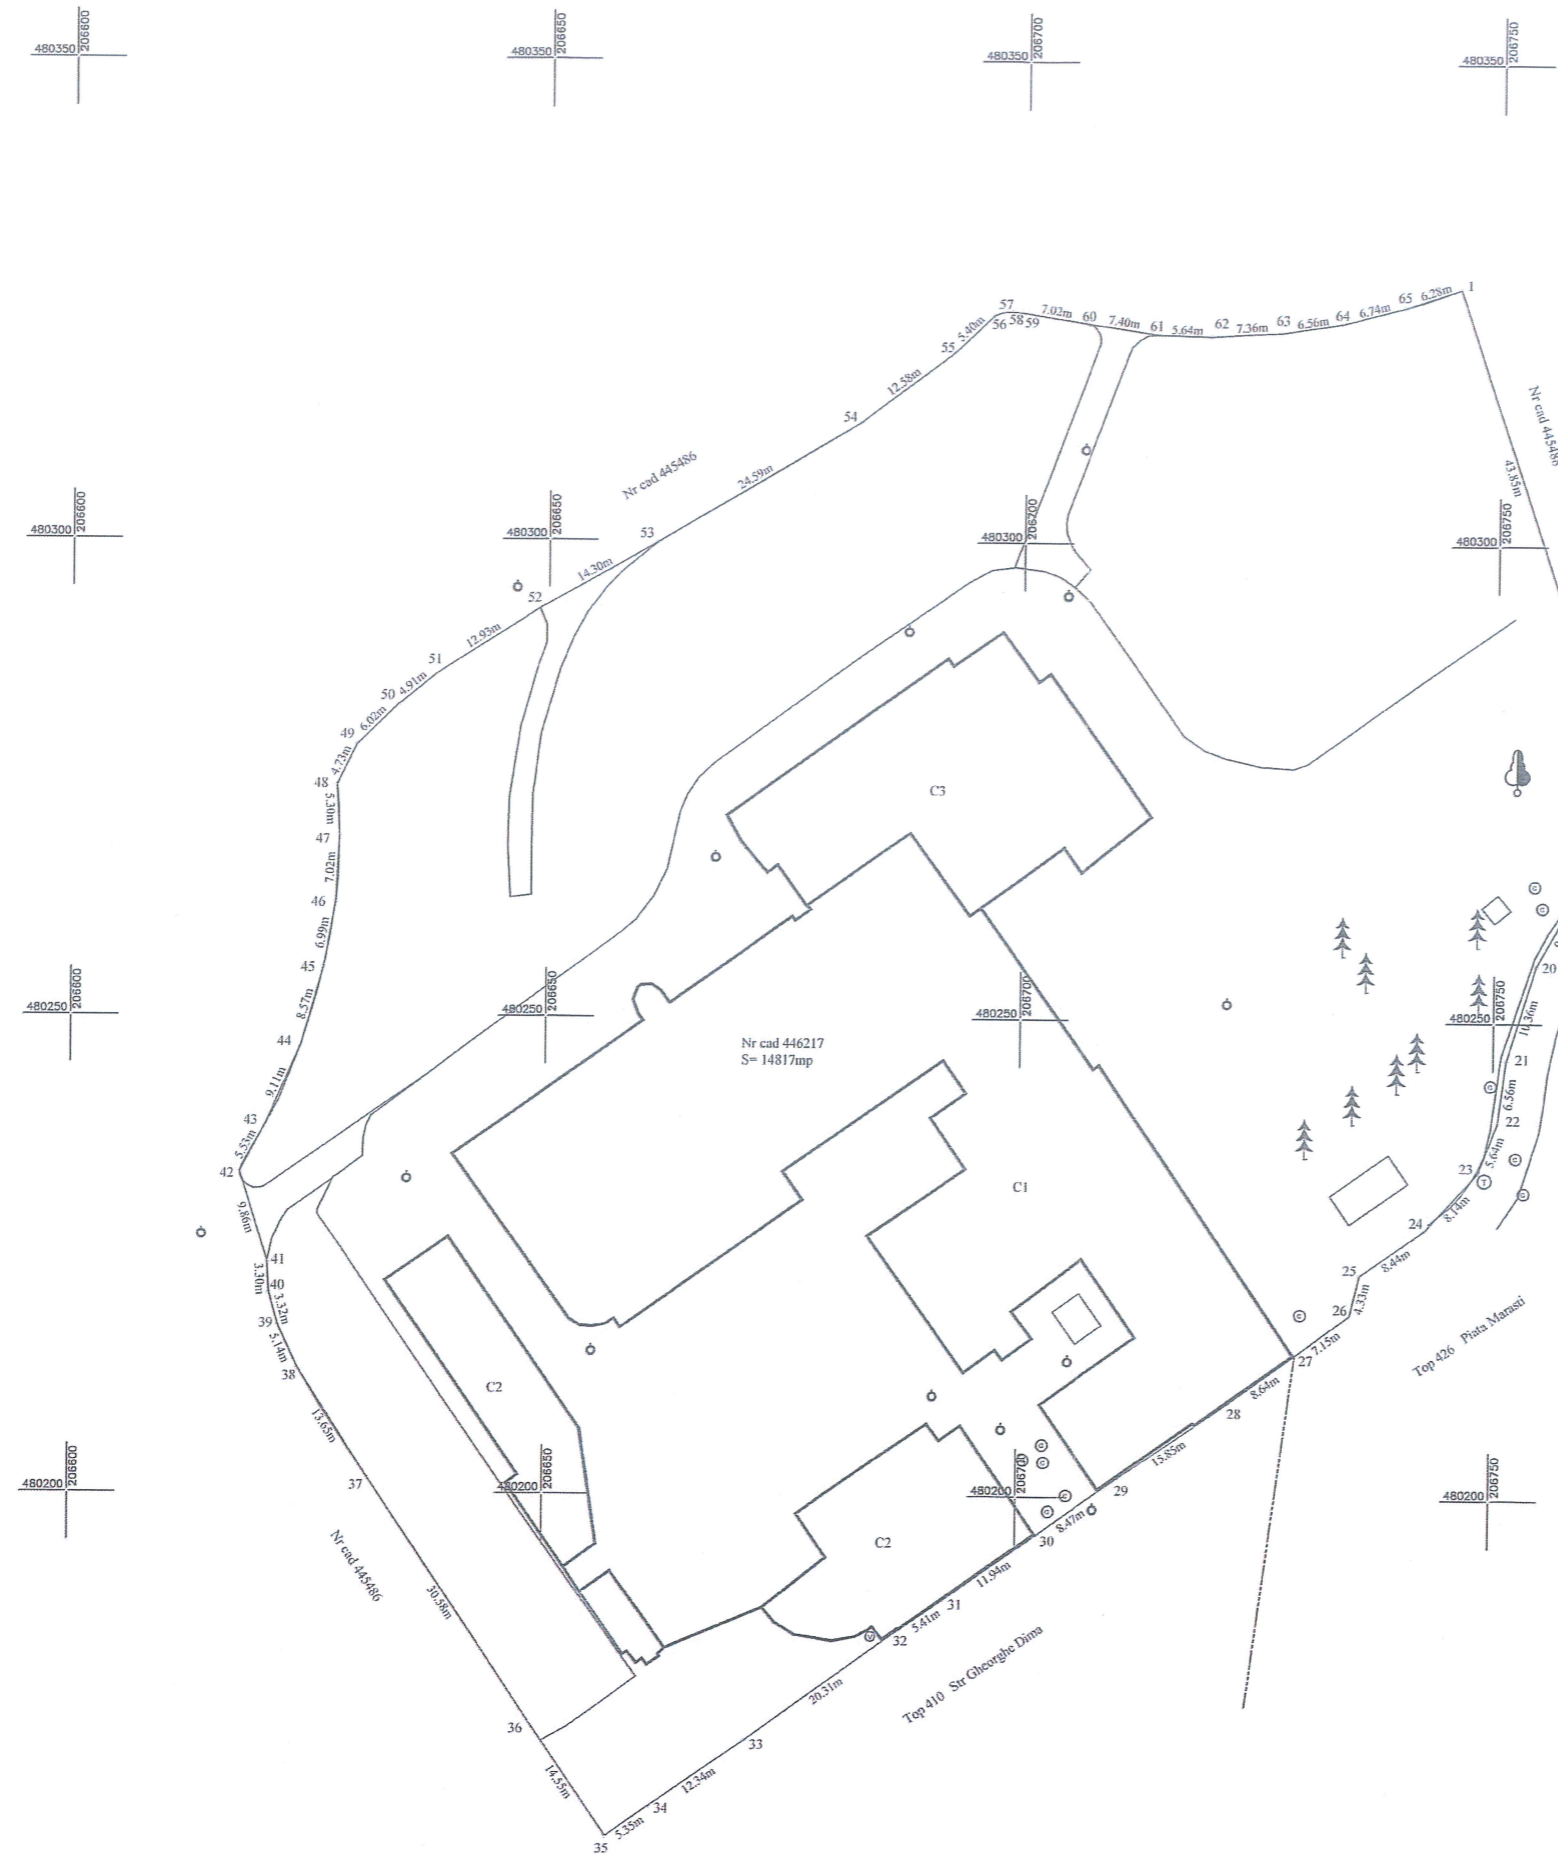 480350 206600
480350 206650
480350 206700
480350 206750
57
7.02m
60
7.40m
61
5.64m
62
7.36m
63
6.56m
64
6.74m
65
6.28m
1
56 58 59
5.40m
55
12.58m
54
24.59m
Nr cad 445486
Nr cad 445486
43.85m
480300 206600
480300 206650
480300 206700
480300 206750
53
14.30m
52
12.93m
51
4.91m
50
6.02m
49
4.73m
48
5.30m
47
7.02m
46
6.99m
45
8.57m
44
9.11m
43
5.53m
42
9.86m
41
3.30m
40
3.32m
39
5.14m
38
13.65m
37
30.58m
36
14.55m
35
C3
480250 206600
480250 206650
480250 206700
480250 206750
Nr cad 446217
S= 14817mp
C1
20
10.36m
21
6.56m
22
5.64m
23
8.14m
24
8.44m
25
4.33m
26
7.15m
27
8.64m
28
15.85m
29
8.47m
30
11.94m
31
5.41m
32
20.31m
33
12.34m
34
5.35m
Top 426 Piata Marasti
C2
C2
480200 206600
480200 206650
480200 206700
480200 206750
Nr cad 445486
Top 410 Str Gheorghe Dima